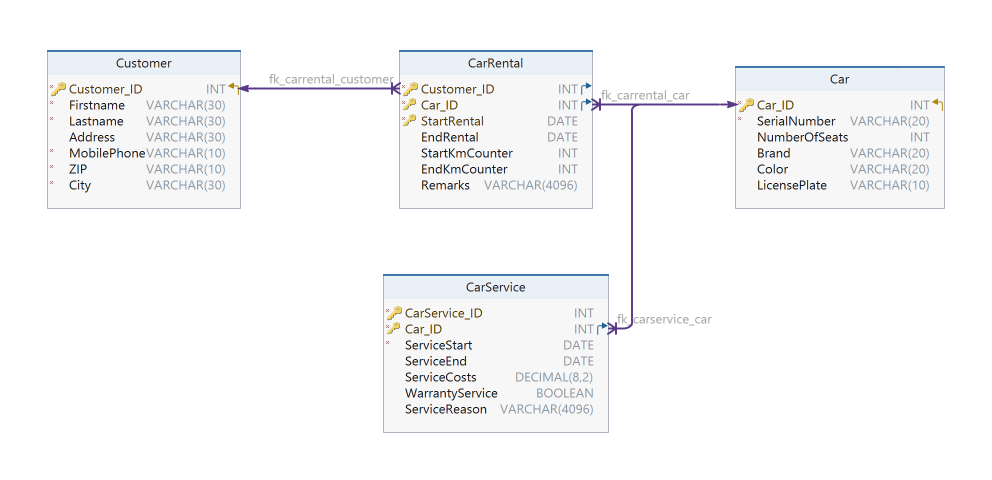 Customer
Customer_ID INT
Firstname VARCHAR(30)
Lastname VARCHAR(30)
Address VARCHAR(30)
MobilePhone VARCHAR(10)
ZIP VARCHAR(10)
City VARCHAR(30)
fk_carrental_customer
CarRental
Customer_ID INT
Car_ID INT
StartRental DATE
EndRental DATE
StartKmCounter INT
EndKmCounter INT
Remarks VARCHAR(4096)
fk_carrental_car
Car
Car_ID INT
SerialNumber VARCHAR(20)
NumberOfSeats INT
Brand VARCHAR(20)
Color VARCHAR(20)
LicensePlate VARCHAR(10)
CarService
CarService_ID INT
Car_ID INT
ServiceStart DATE
ServiceEnd DATE
ServiceCosts DECIMAL(8,2)
WarrantyService BOOLEAN
ServiceReason VARCHAR(4096)
fk_carservice_car